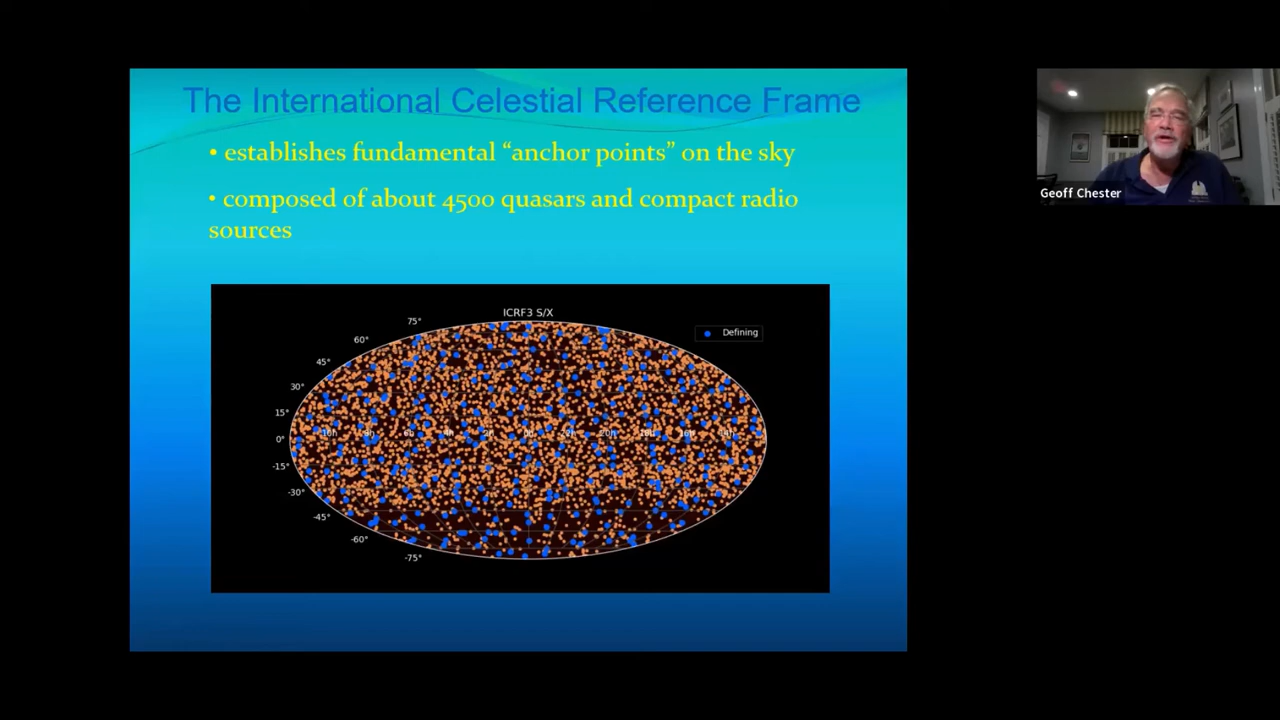 The International Celestial Reference Frame
• establishes fundamental “anchor points” on the sky
• composed of about 4500 quasars and compact radio
sources
ICRF3 S/X
Defining
75°
60°
45°
30°
15°
0°
-15°
-30°
-45°
-60°
-75°
Geoff Chester